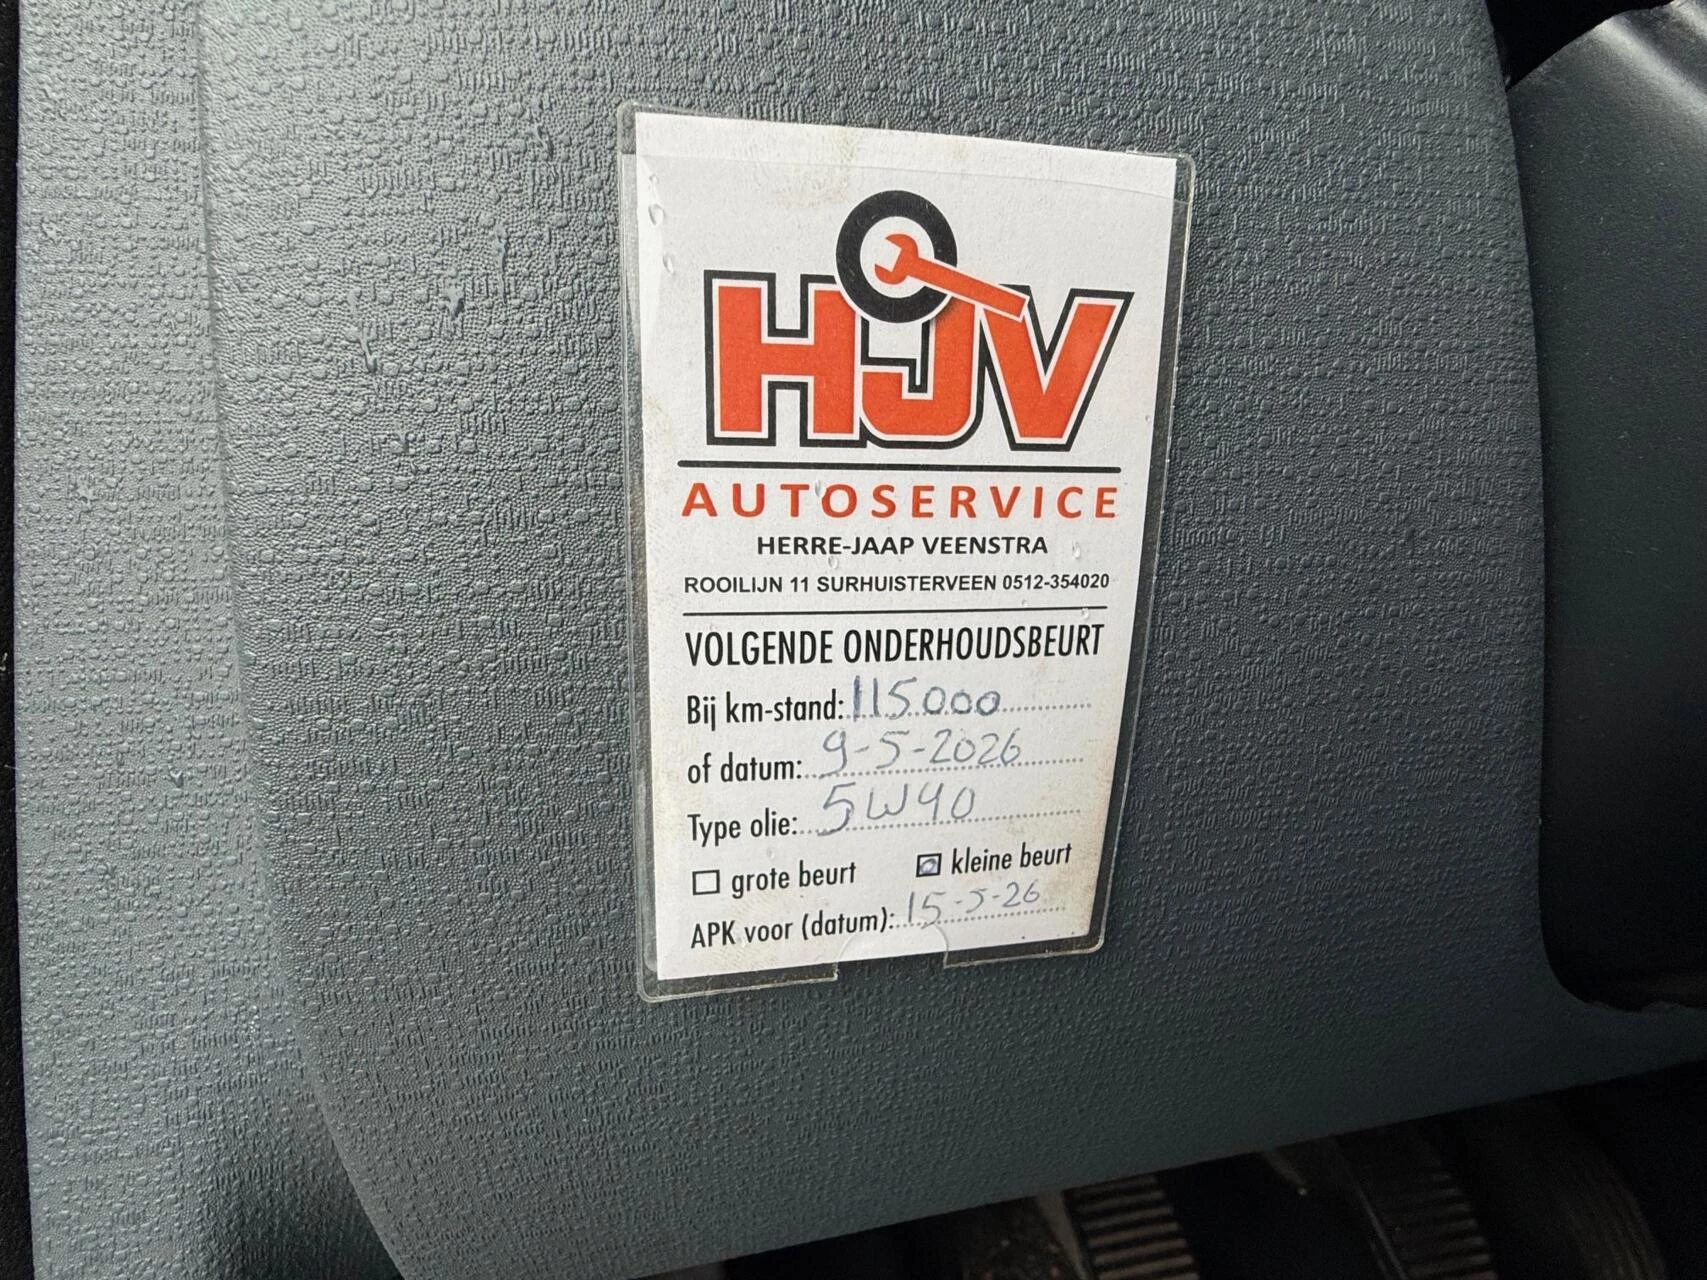 HJV
AUTOSERVICE
HERRE-JAAP VEENSTRA
ROOILIJN 11 SURHUISTERVEEN 0512-354020
VOLGENDE ONDERHOUDSBEURT
Bij km-stand: 115.000
of datum: 9-5-2026
Type olie: 5W40
grote beurt kleine beurt
APK voor (datum): 15-5-26